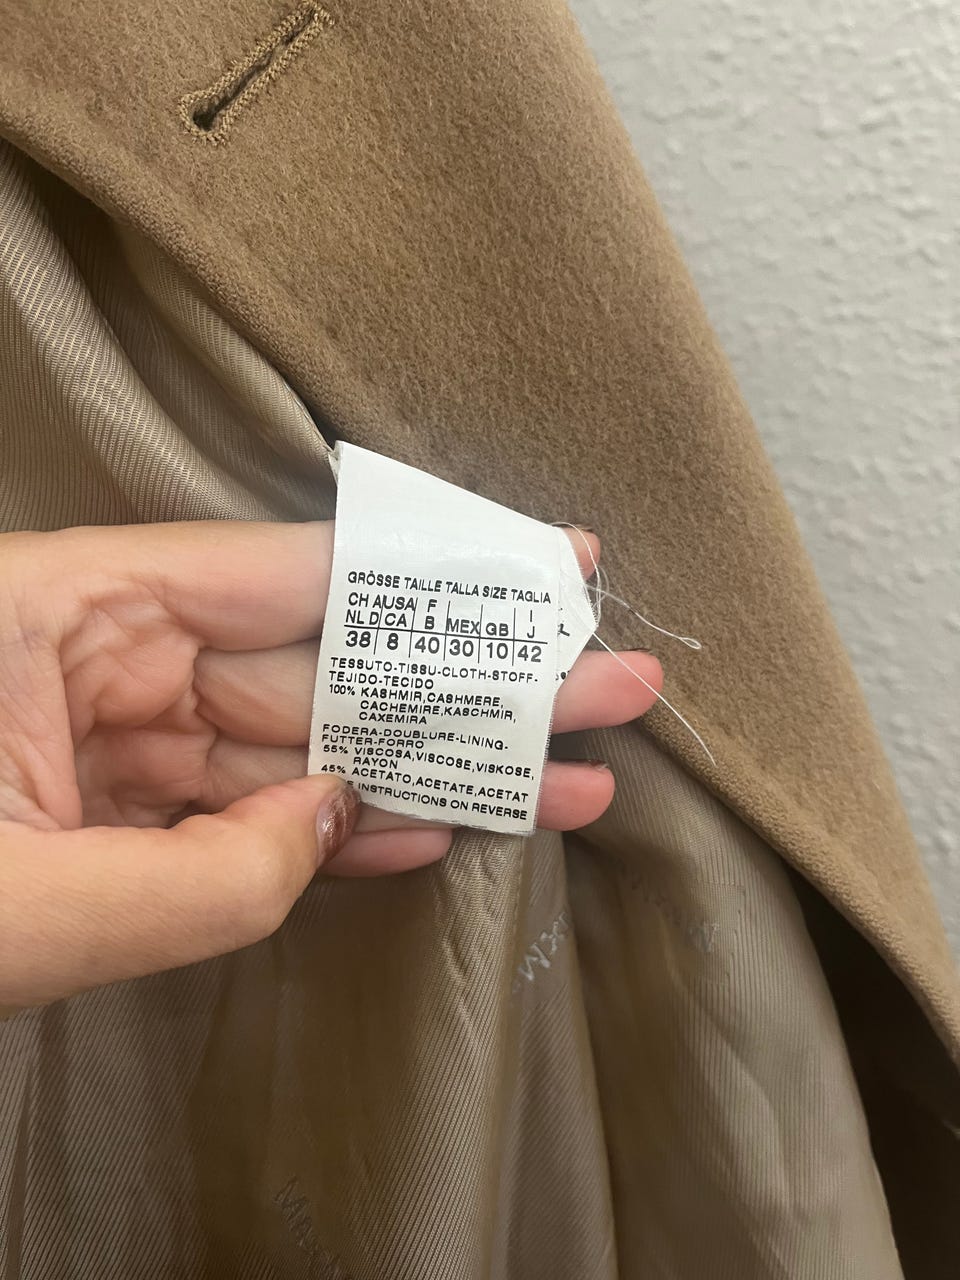 GRÖSSE TAILLE TALLA SIZE TAGLIA
CH A USA F I
NL D CA B MEX GB J
38 8 40 30 10 42
TESSUTO-TISSU-CLOTH-STOFF-
TEJIDO-TECIDO
100% KASHMIR,CASHMERE,
CACHEMIRE,KASCHMIR,
CAXEMIRA
FODERA-DOUBLURE-LINING-
FUTTER-FORRO
55% VISCOSA,VISCOSE,VISKOSE,
RAYON
45% ACETATO,ACETATE,ACETAT
INSTRUCTIONS ON REVERSE